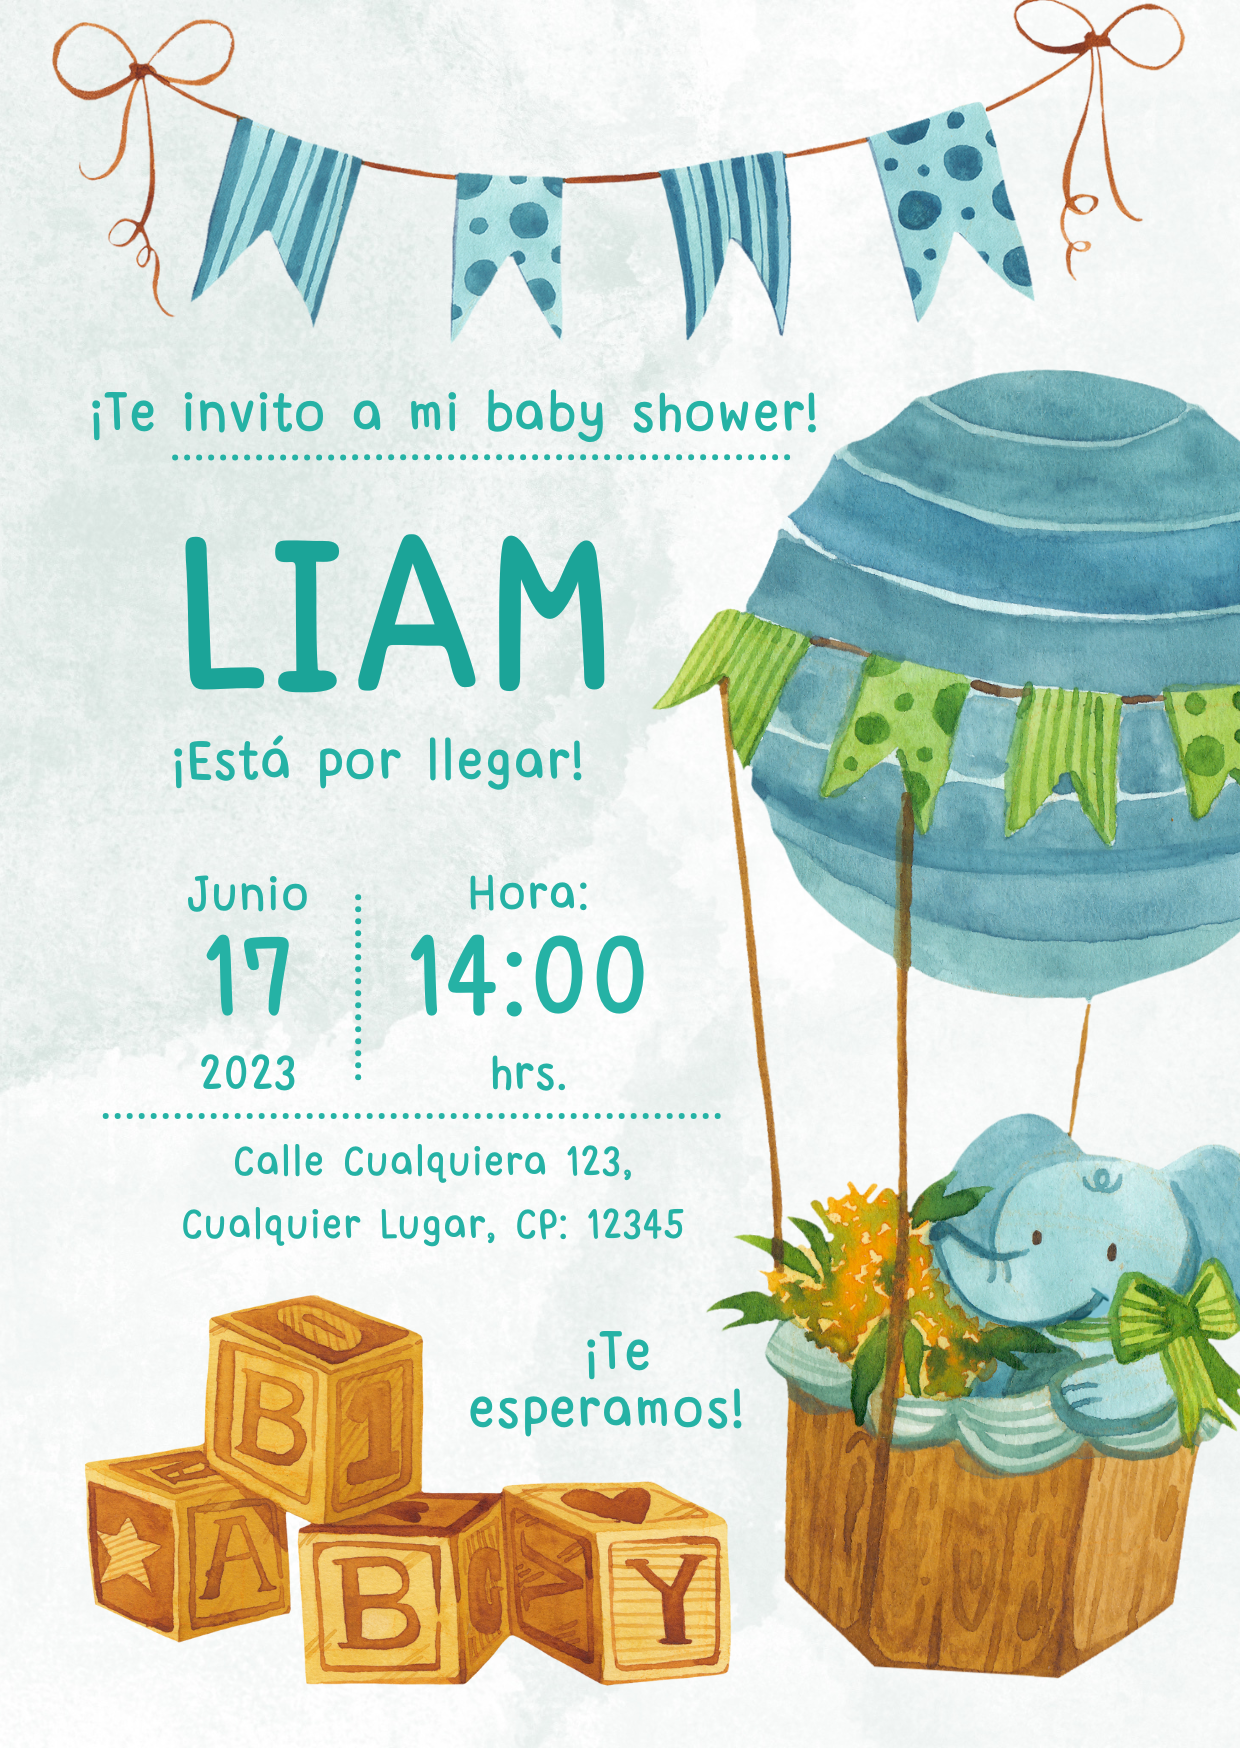 ¡Te invito a mi baby shower!
LIAM
¡Está por llegar!
Junio
17
2023
Hora:
14:00
hrs.
Calle Cualquiera 123,
Cualquier Lugar, CP: 12345
¡Te
esperamos!
B
A
B
Y